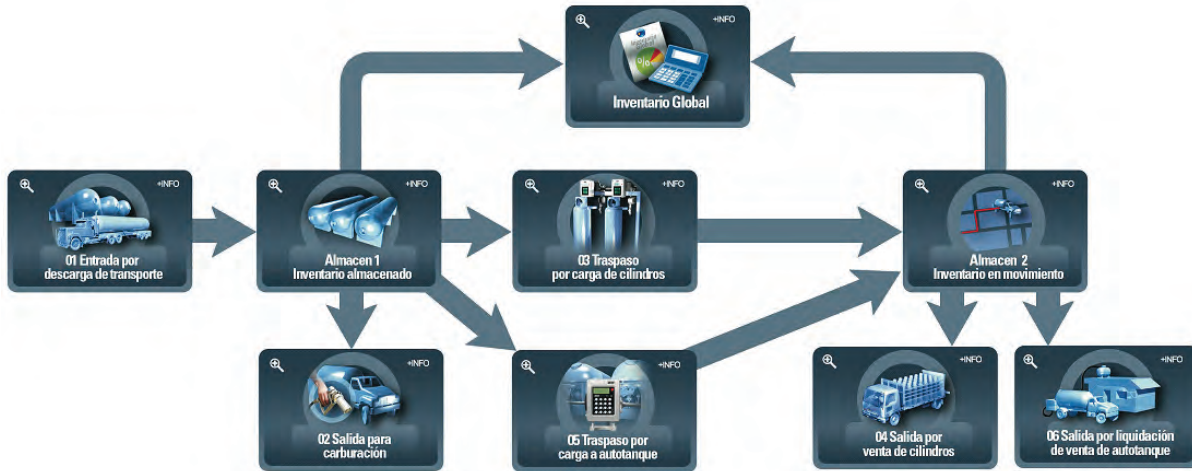 +INFO
Inventario Global
+INFO
01 Entrada por
descarga de transporte
+INFO
Almacen 1
Inventario almacenado
+INFO
03 Traspaso
por carga de cilindros
+INFO
Almacen 2
Inventario en movimiento
+INFO
02 Salida para
carburación
+INFO
05 Traspaso por
carga a autotanque
+INFO
04 Salida por
venta de cilindros
+INFO
06 Salida por liquidación
de venta de autotanque